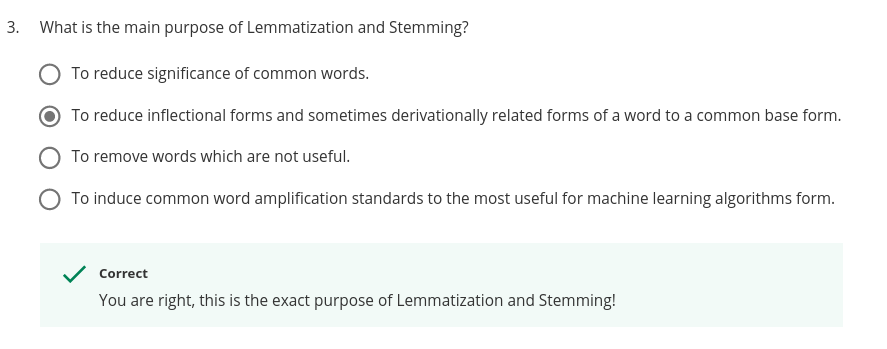 3. What is the main purpose of Lemmatization and Stemming?
To reduce significance of common words.
To reduce inflectional forms and sometimes derivationally related forms of a word to a common base form.
To remove words which are not useful.
To induce common word amplification standards to the most useful for machine learning algorithms form.
Correct
You are right, this is the exact purpose of Lemmatization and Stemming!